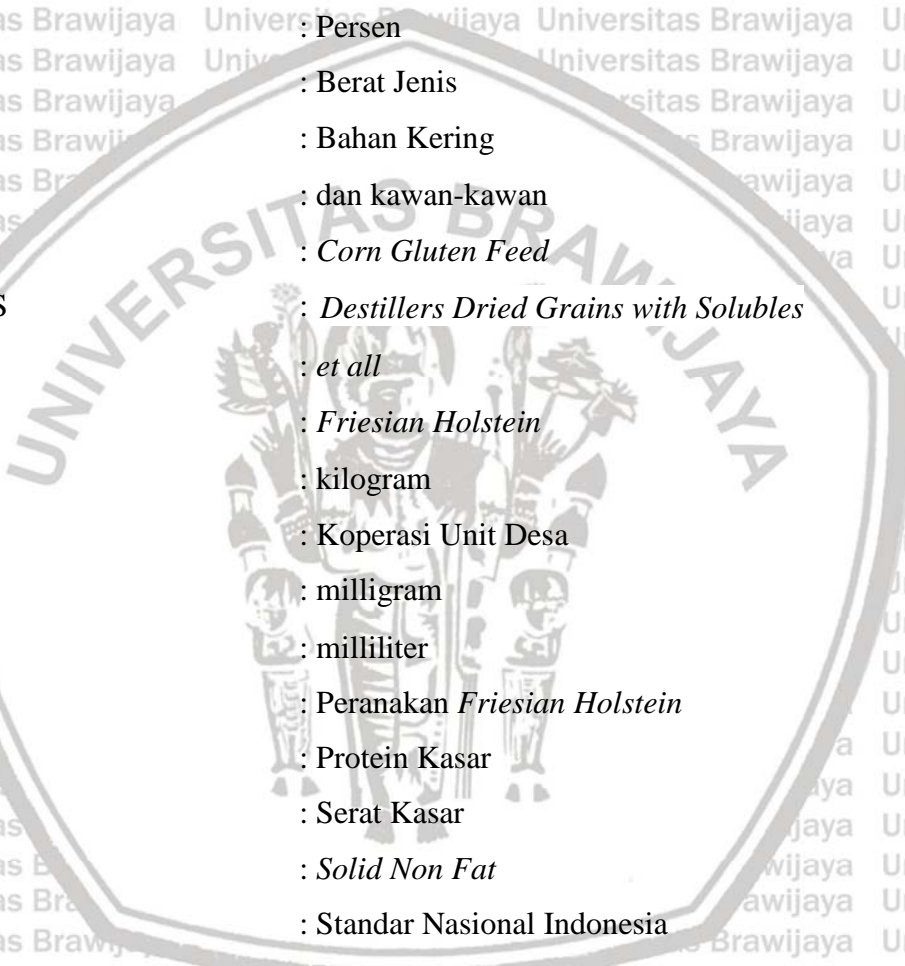 : Persen
: Berat Jenis
: Bahan Kering
: dan kawan-kawan
: Corn Gluten Feed
s : Destillers Dried Grains with Solubles
: et all
: Friesian Holstein
: kilogram
: Koperasi Unit Desa
: milligram
: milliliter
: Peranakan Friesian Holstein
: Protein Kasar
: Serat Kasar
: Solid Non Fat
: Standar Nasional Indonesia
UNIVERSITAS BRAWIJAYA